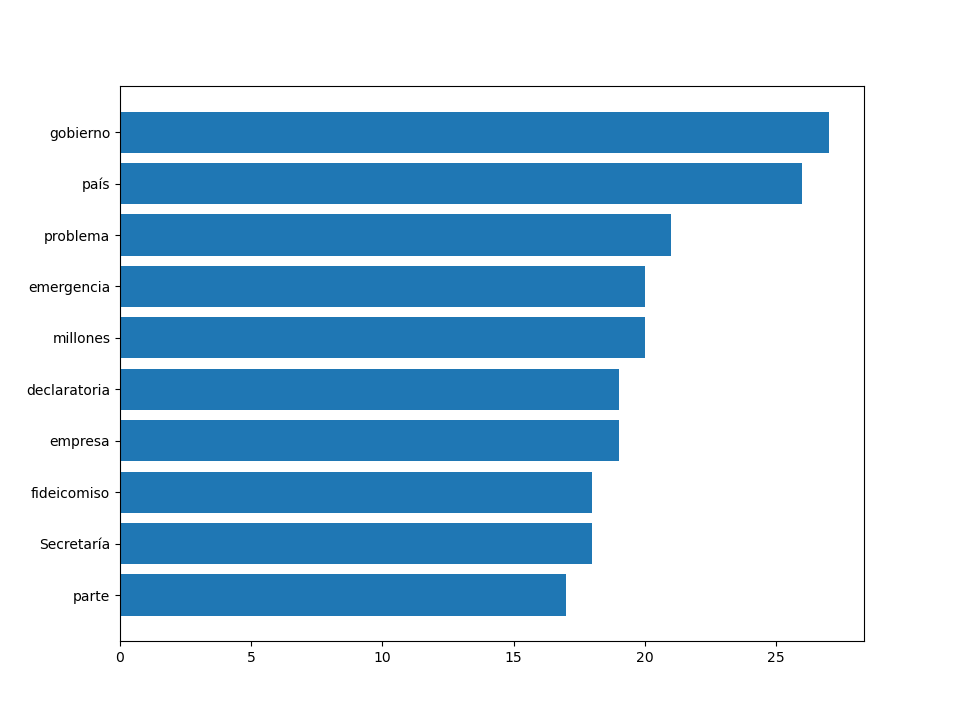 gobierno
país
problema
emergencia
millones
declaratoria
empresa
fideicomiso
Secretaría
parte
0 5 10 15 20 25